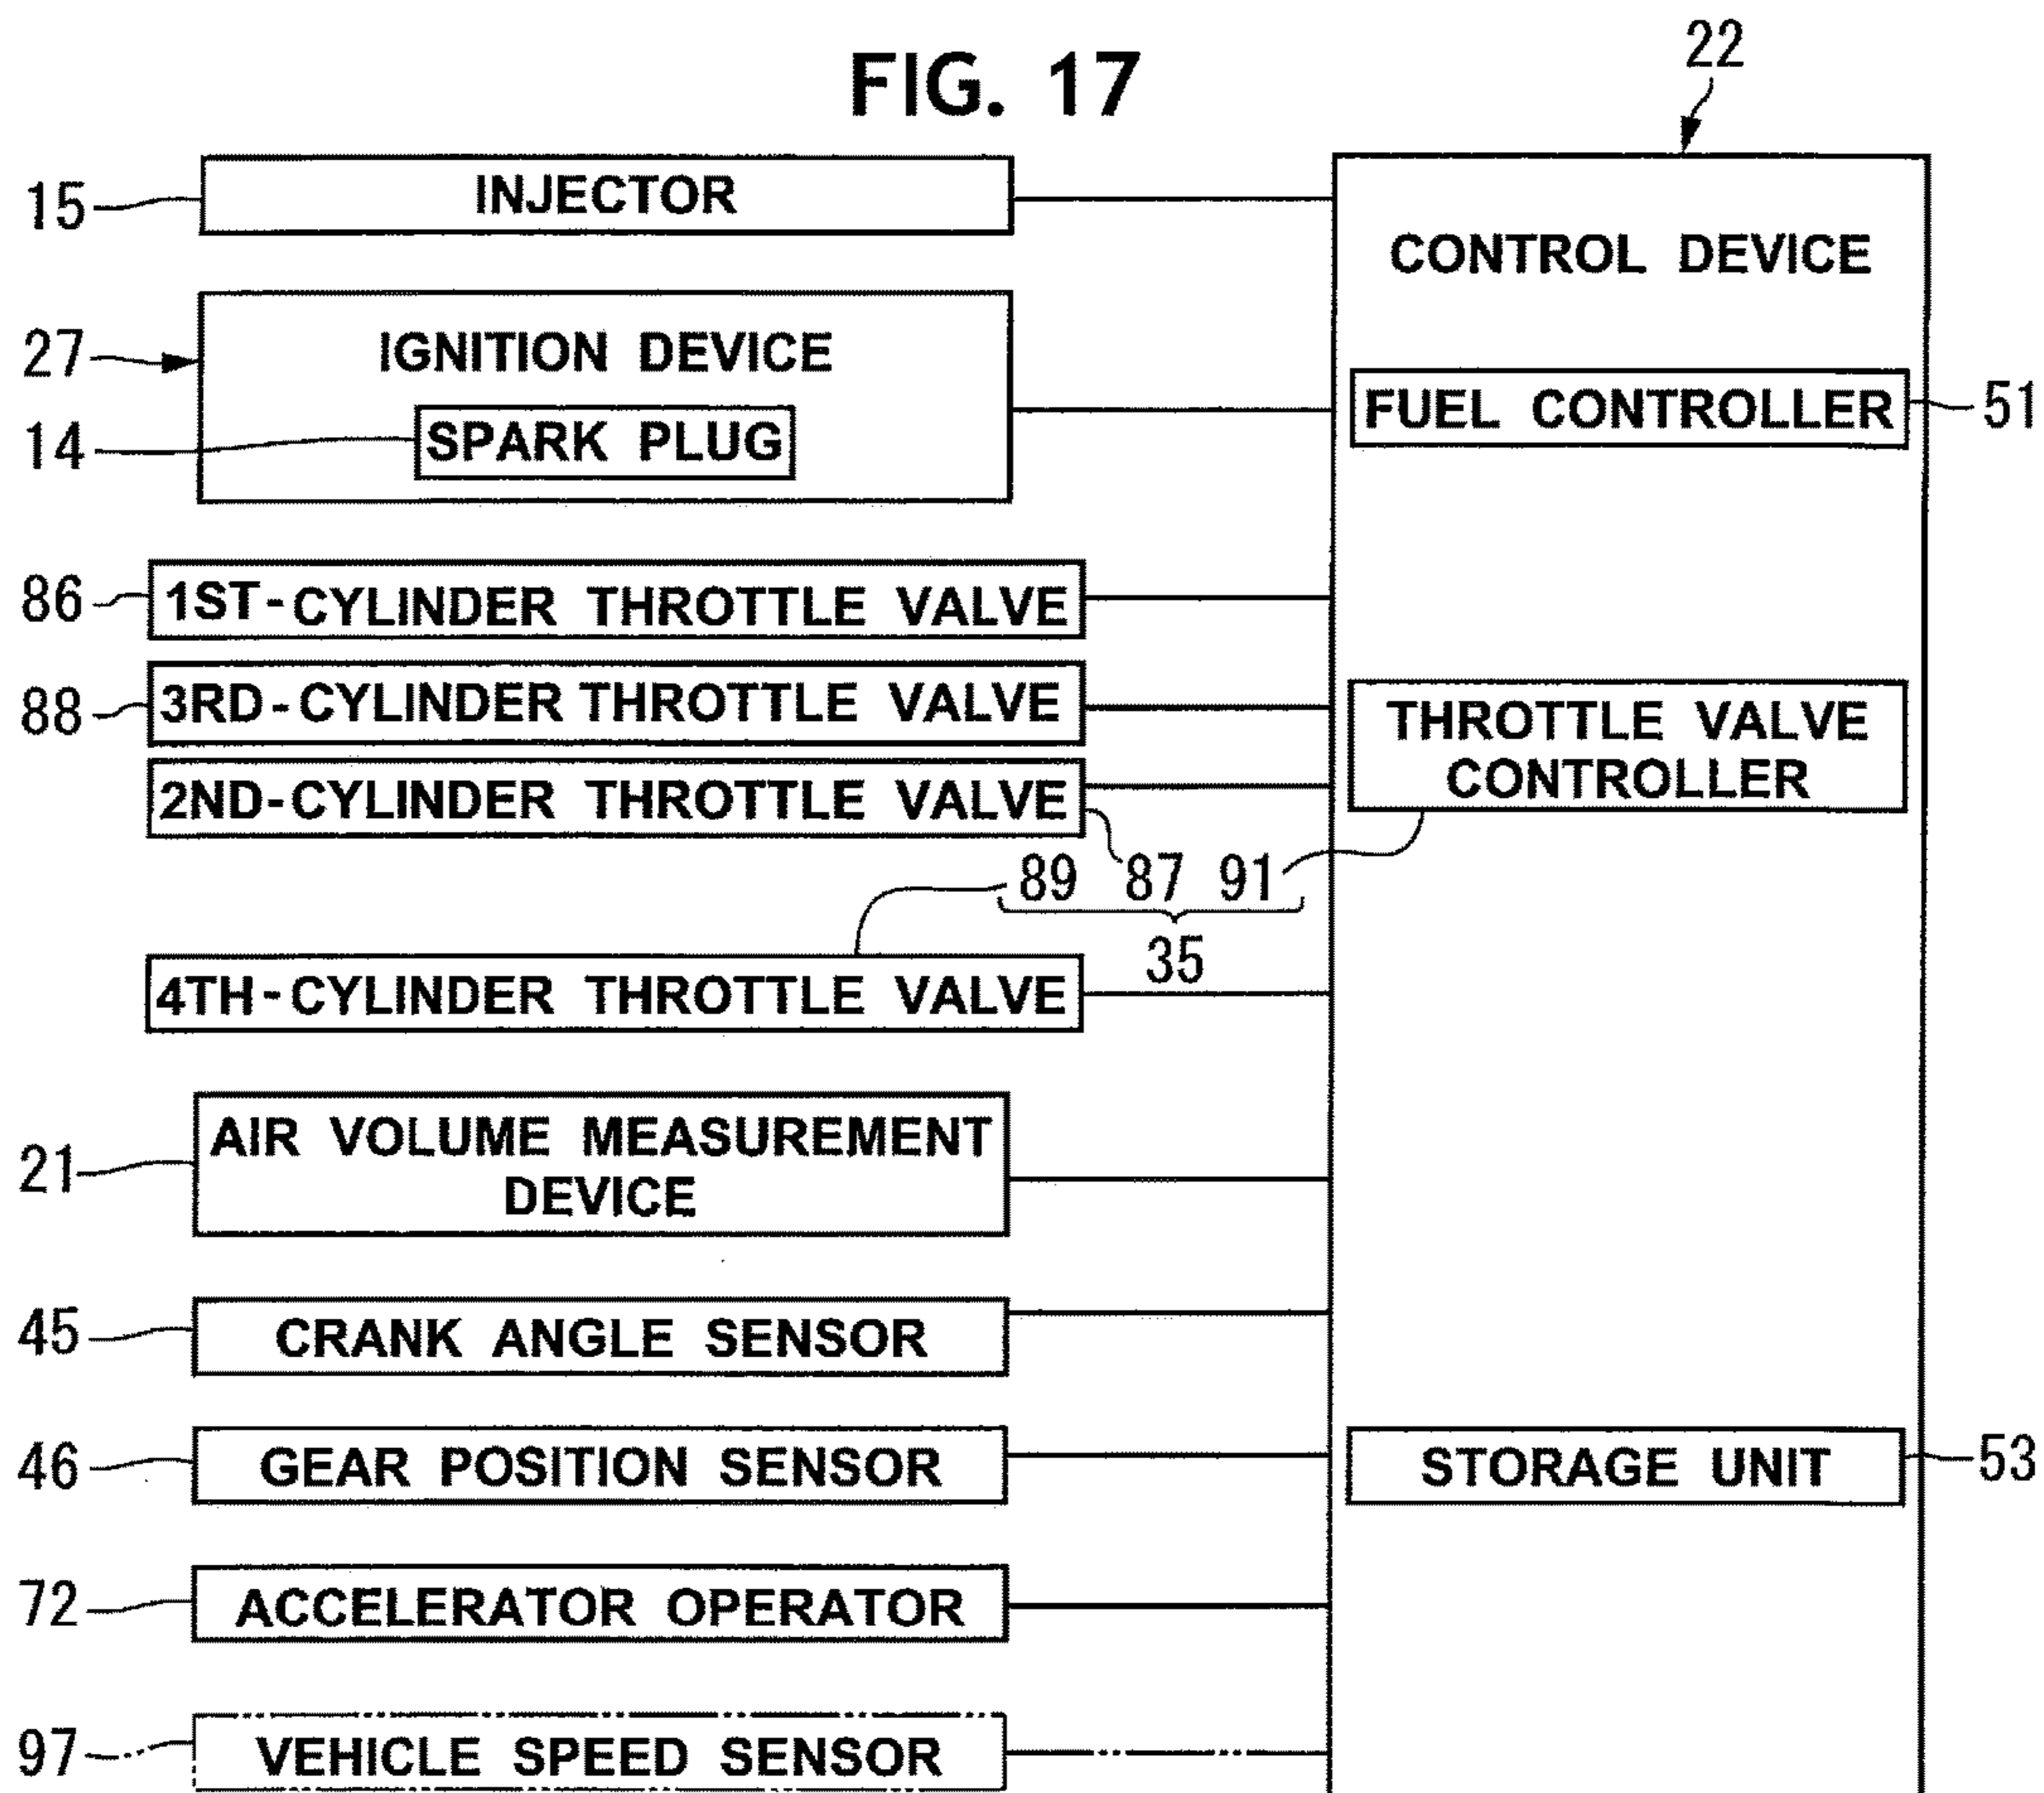 FIG. 17
22
15
INJECTOR
CONTROL DEVICE
27
IGNITION DEVICE
14
SPARK PLUG
FUEL CONTROLLER
51
86
1ST-CYLINDER THROTTLE VALVE
88
3RD-CYLINDER THROTTLE VALVE
THROTTLE VALVE
CONTROLLER
2ND-CYLINDER THROTTLE VALVE
89 87 91
35
4TH-CYLINDER THROTTLE VALVE
21
AIR VOLUME MEASUREMENT
DEVICE
45
CRANK ANGLE SENSOR
46
GEAR POSITION SENSOR
STORAGE UNIT
53
72
ACCELERATOR OPERATOR
97
VEHICLE SPEED SENSOR